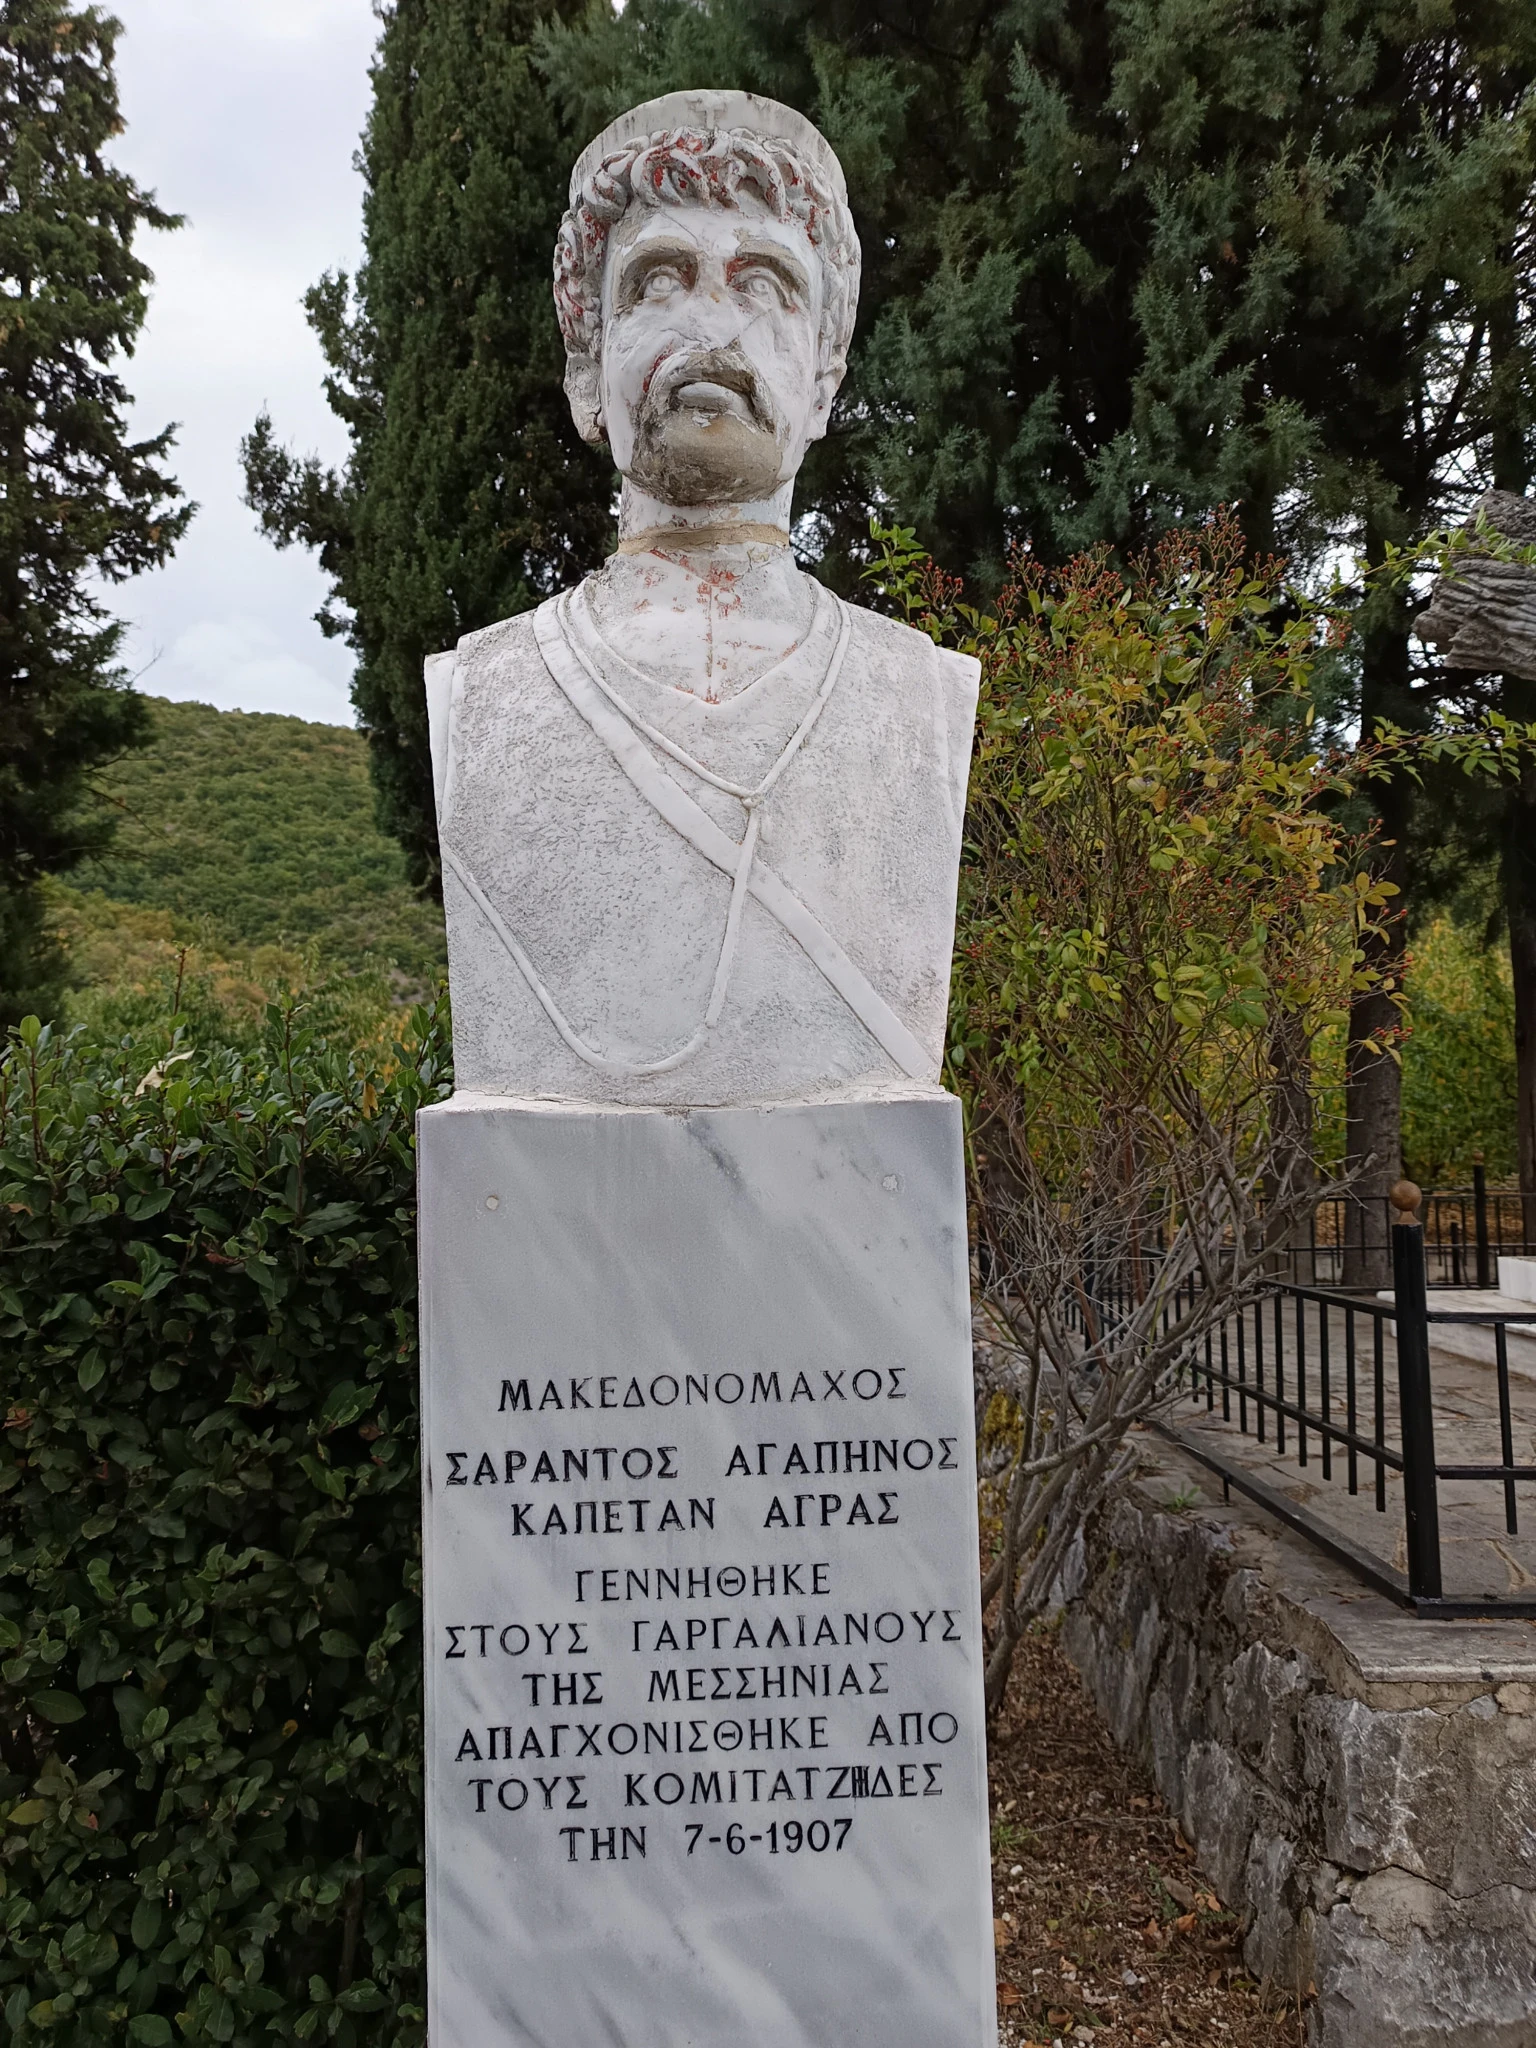 ΜΑΚΕΔΟΝΟΜΑΧΟΣ
ΣΑΡΑΝΤΟΣ ΑΓΑΠΗΝΟΣ
ΚΑΠΕΤΑΝ ΑΓΡΑΣ
ΓΕΝΝΗΘΗΚΕ
ΣΤΟΥΣ ΓΑΡΓΑΛΙΑΝΟΥΣ
ΤΗΣ ΜΕΣΣΗΝΙΑΣ
ΑΠΑΓΧΟΝΙΣΘΗΚΕ ΑΠΟ
ΤΟΥΣ ΚΟΜΙΤΑΤΖΗΔΕΣ
ΤΗΝ 7-6-1907